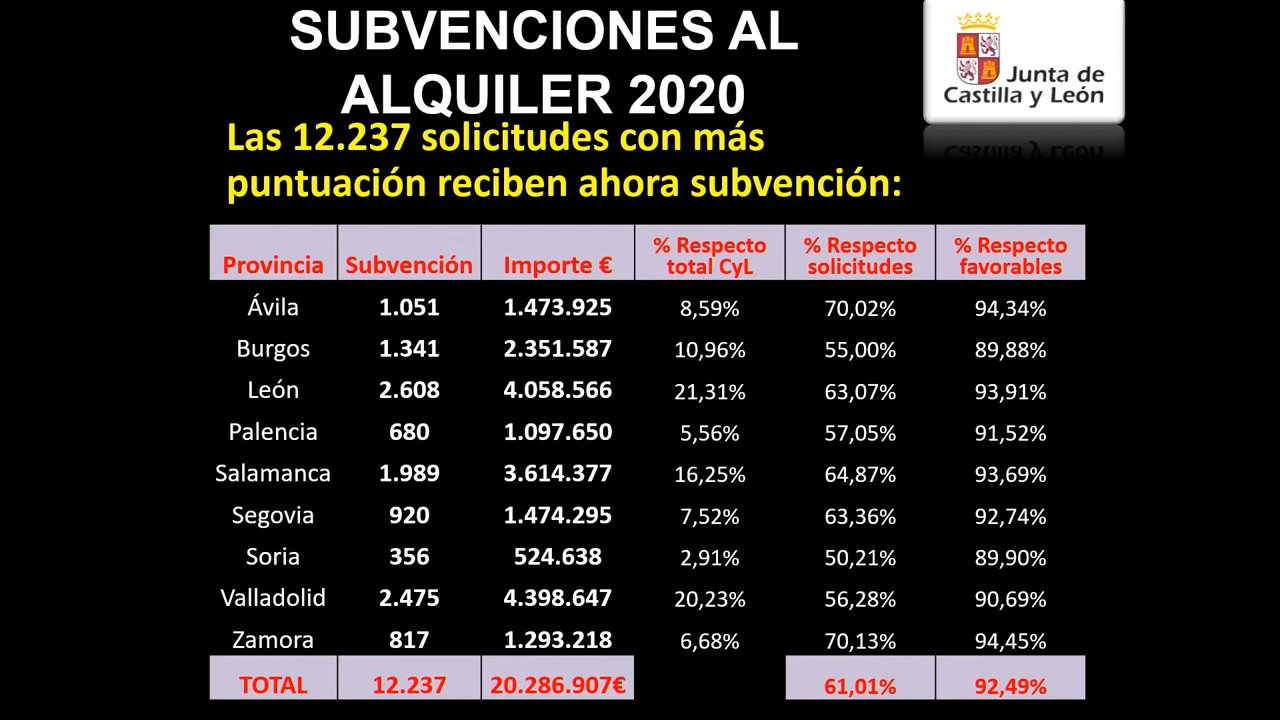 SUBVENCIONES AL
ALQUILER 2020
Junta de
Castilla y León
Las 12.237 solicitudes con más
puntuación reciben ahora subvención:
Provincia Subvención Importe € % Respecto total CyL % Respecto solicitudes % Respecto favorables
Ávila 1.051 1.473.925 8,59% 70,02% 94,34%
Burgos 1.341 2.351.587 10,96% 55,00% 89,88%
León 2.608 4.058.566 21,31% 63,07% 93,91%
Palencia 680 1.097.650 5,56% 57,05% 91,52%
Salamanca 1.989 3.614.377 16,25% 64,87% 93,69%
Segovia 920 1.474.295 7,52% 63,36% 92,74%
Soria 356 524.638 2,91% 50,21% 89,90%
Valladolid 2.475 4.398.647 20,23% 56,28% 90,69%
Zamora 817 1.293.218 6,68% 70,13% 94,45%
TOTAL 12.237 20.286.907€ 61,01% 92,49%